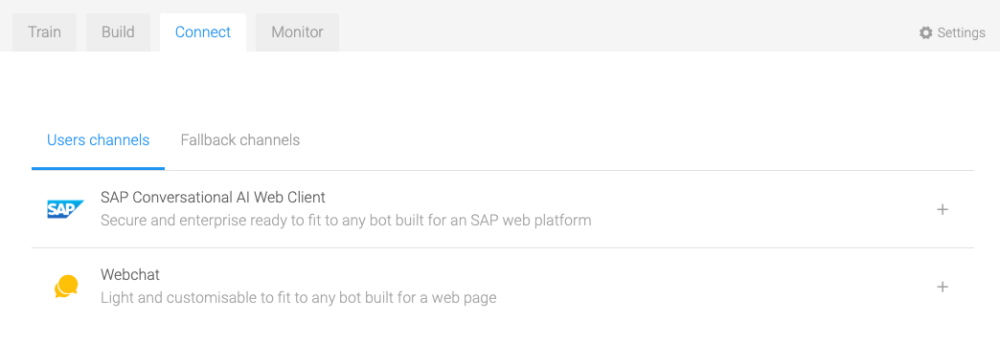 Train Build Connect Monitor Settings
Users channels Fallback channels
SAP SAP Conversational AI Web Client
Secure and enterprise ready to fit to any bot built for an SAP web platform
+
Webchat
Light and customisable to fit to any bot built for a web page
+